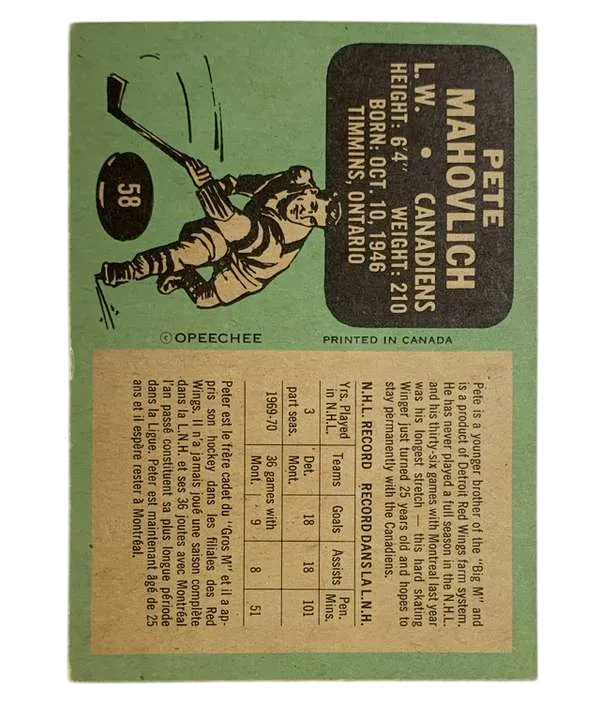 PETE
MAHOVLICH
L.W. • CANADIENS
HEIGHT: 6'4" WEIGHT: 210
BORN: OCT. 10, 1946
TIMMINS, ONTARIO
58
© OPEECHEE
PRINTED IN CANADA
Pete is a younger brother of the "Big M" and
is a product of Detroit Red Wings farm system.
He has never played a full season in the N.H.L.
and his thirty-six games with Montreal last year
was his longest stretch — this hard skating
Winger just turned 25 years old and hopes to
stay permanently with the Canadiens.
N.H.L. RECORD RECORD DANS LA L.N.H.
Yrs. Played in N.H.L. Teams Goals Assists Pen. Mins.
3 part seas. Det. Mont. 18 18 101
1969-70 36 games with Mont. 9 8 51
Peter est le frère cadet du "Gros M" et il a ap-
pris son hockey dans les filiales des Red
Wings. Il n'a jamais joué une saison complète
dans la L.N.H. et ses 36 joutes avec Montréal
l'an passé constituent sa plus longue période
dans la Ligue. Peter est maintenant âgé de 25
ans et il espère rester à Montréal.